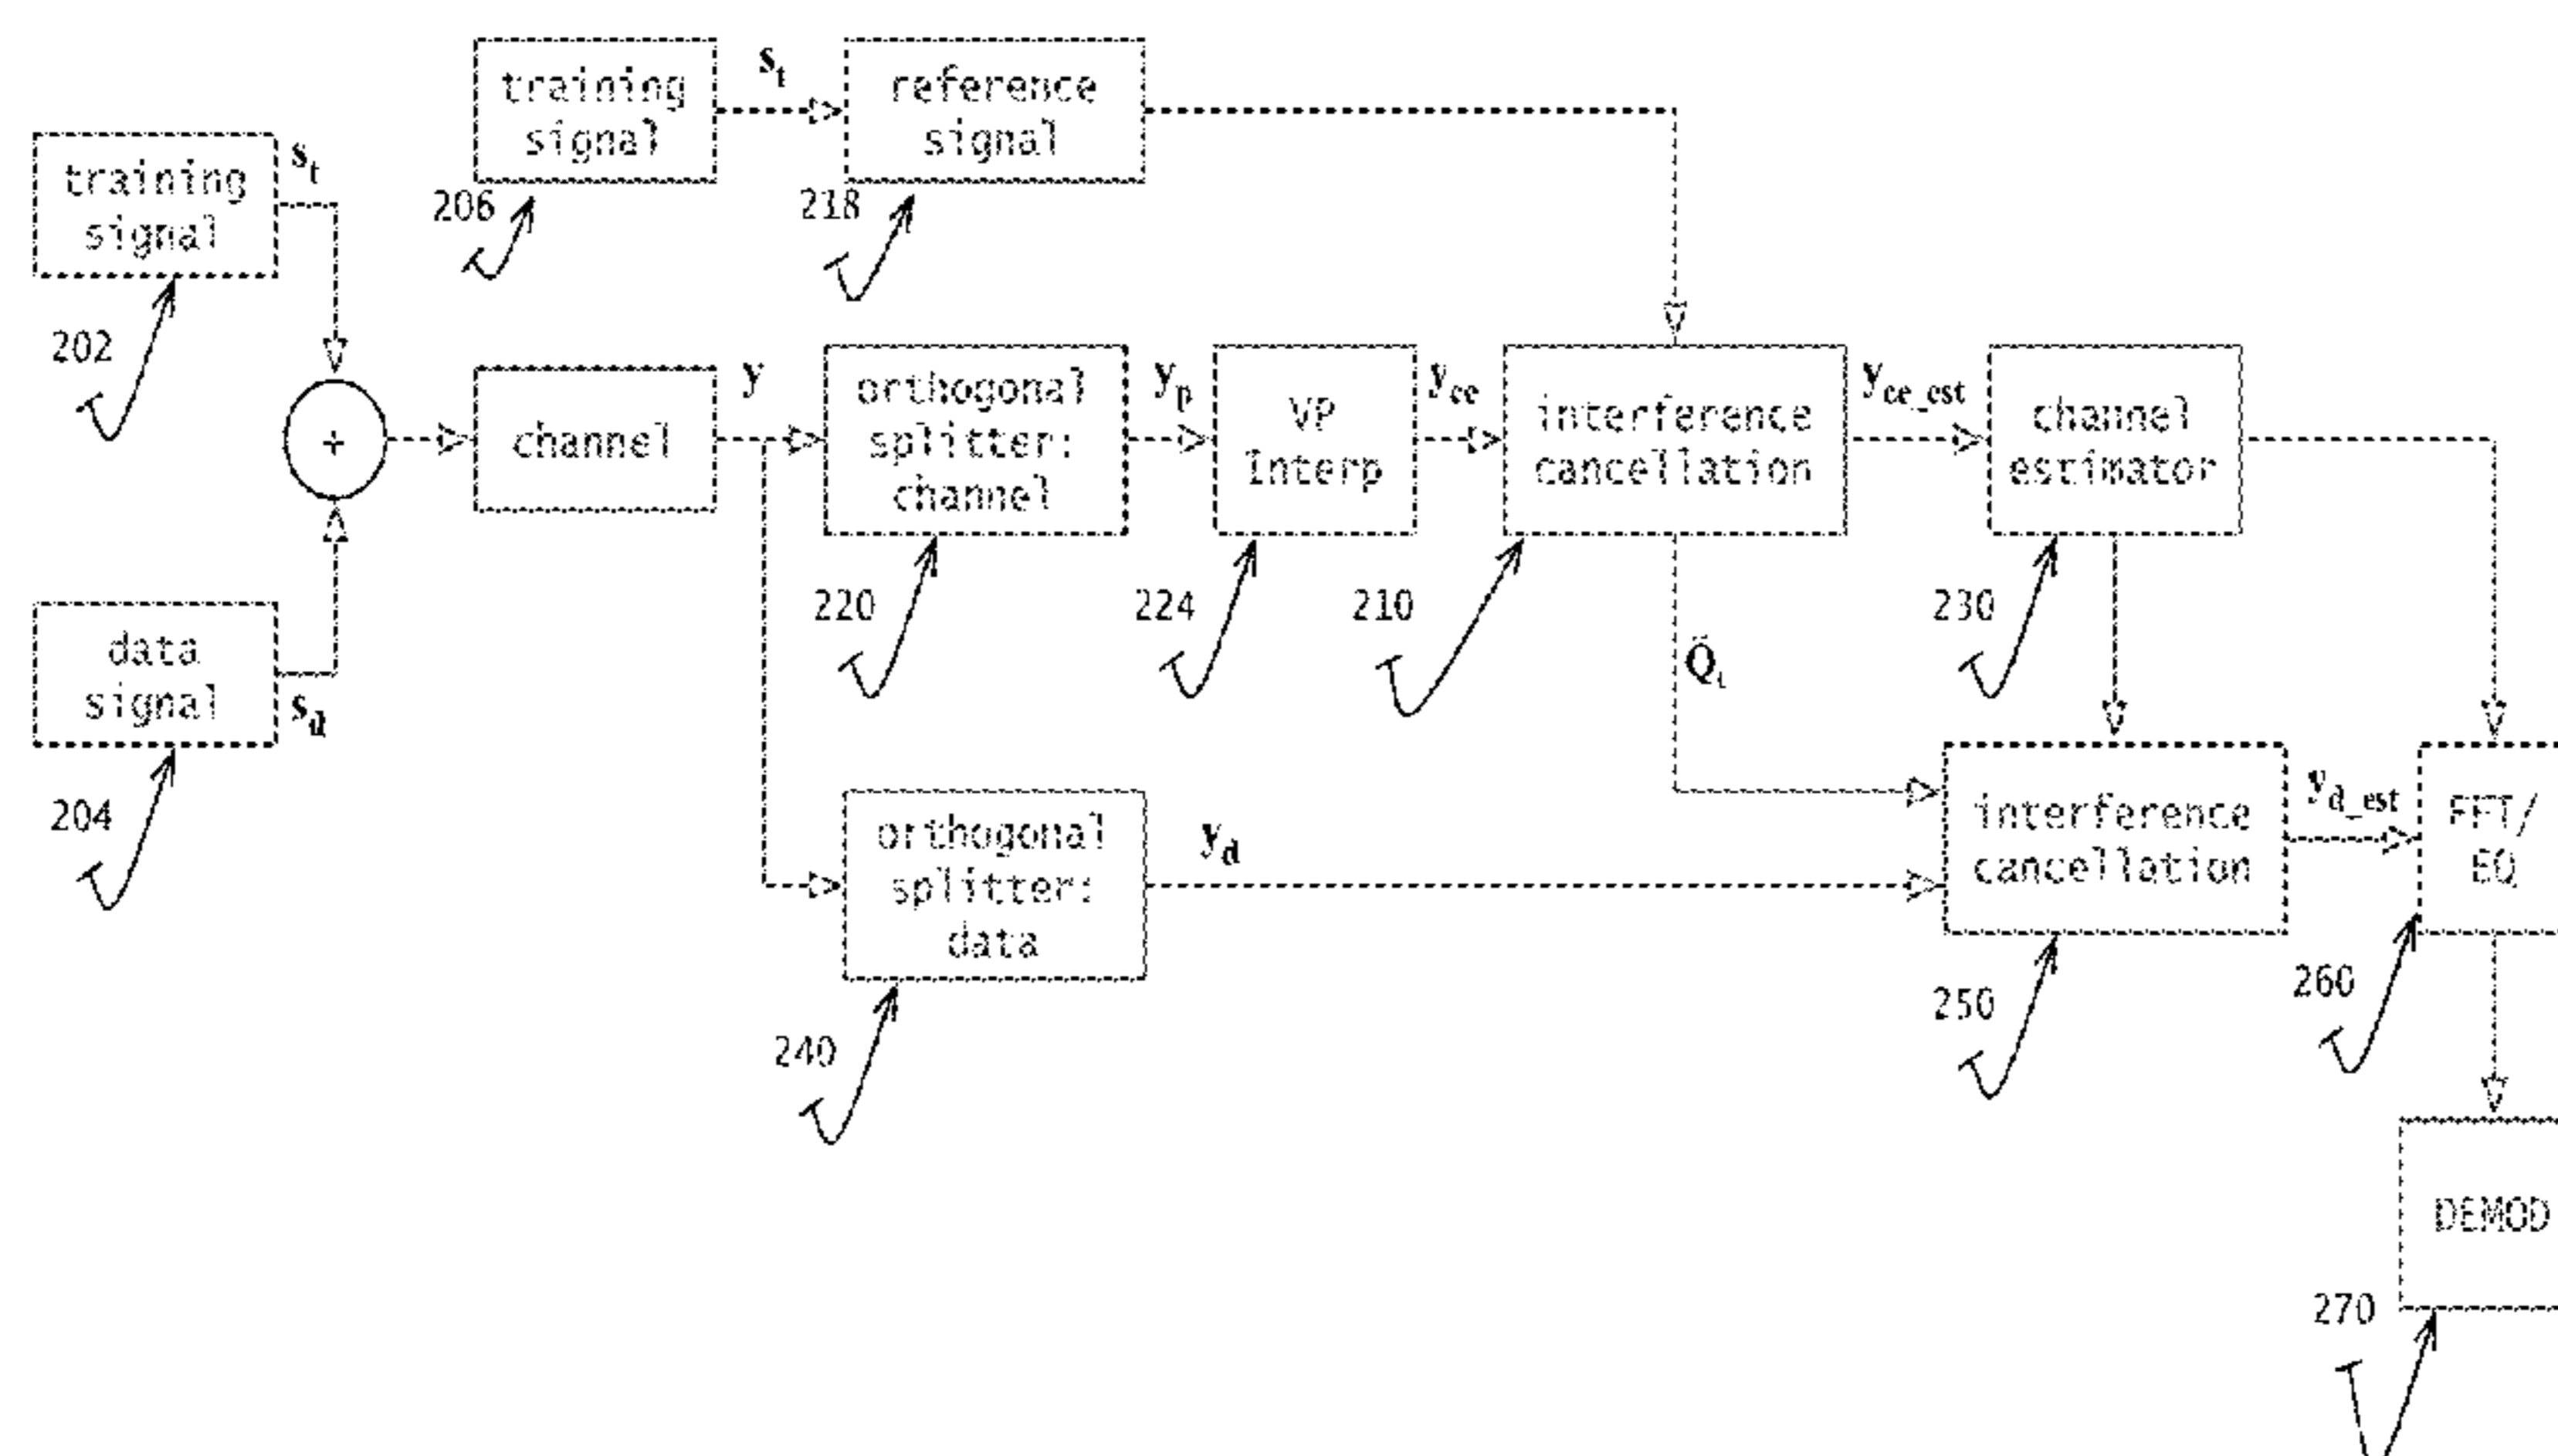 training
signal
s_t
202
data
signal
s_d
204
+
training
signal
s_t
206
reference
signal
218
channel
y
orthogonal
splitter:
channel
220
y_p
VP
Interp
224
y_ce
interference
cancellation
210
Q̈_t
y_ce_est
channel
estimator
230
orthogonal
splitter:
data
240
y_d
interference
cancellation
250
y_d_est
FFT/
EQ
260
DEMOD
270